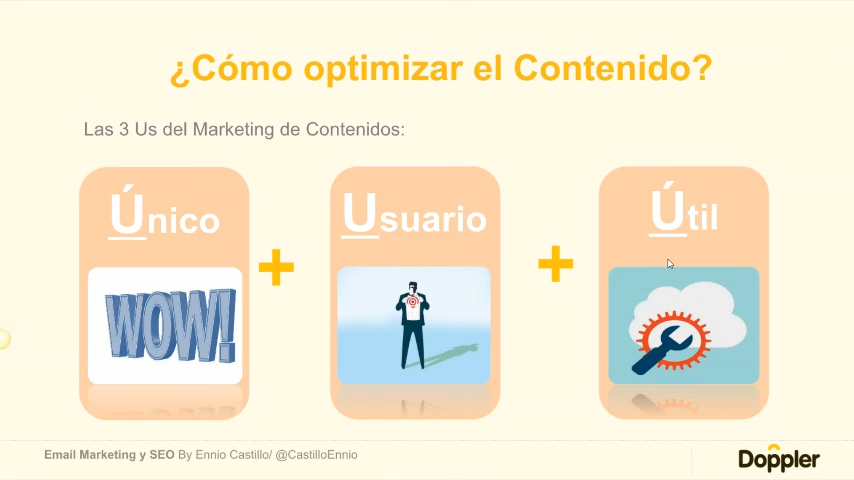 ¿Cómo optimizar el Contenido?
Las 3 Us del Marketing de Contenidos:
Único
+
Usuario
+
Útil
WOW!
Email Marketing y SEO By Ennio Castillo/ @CastilloEnnio
Doppler